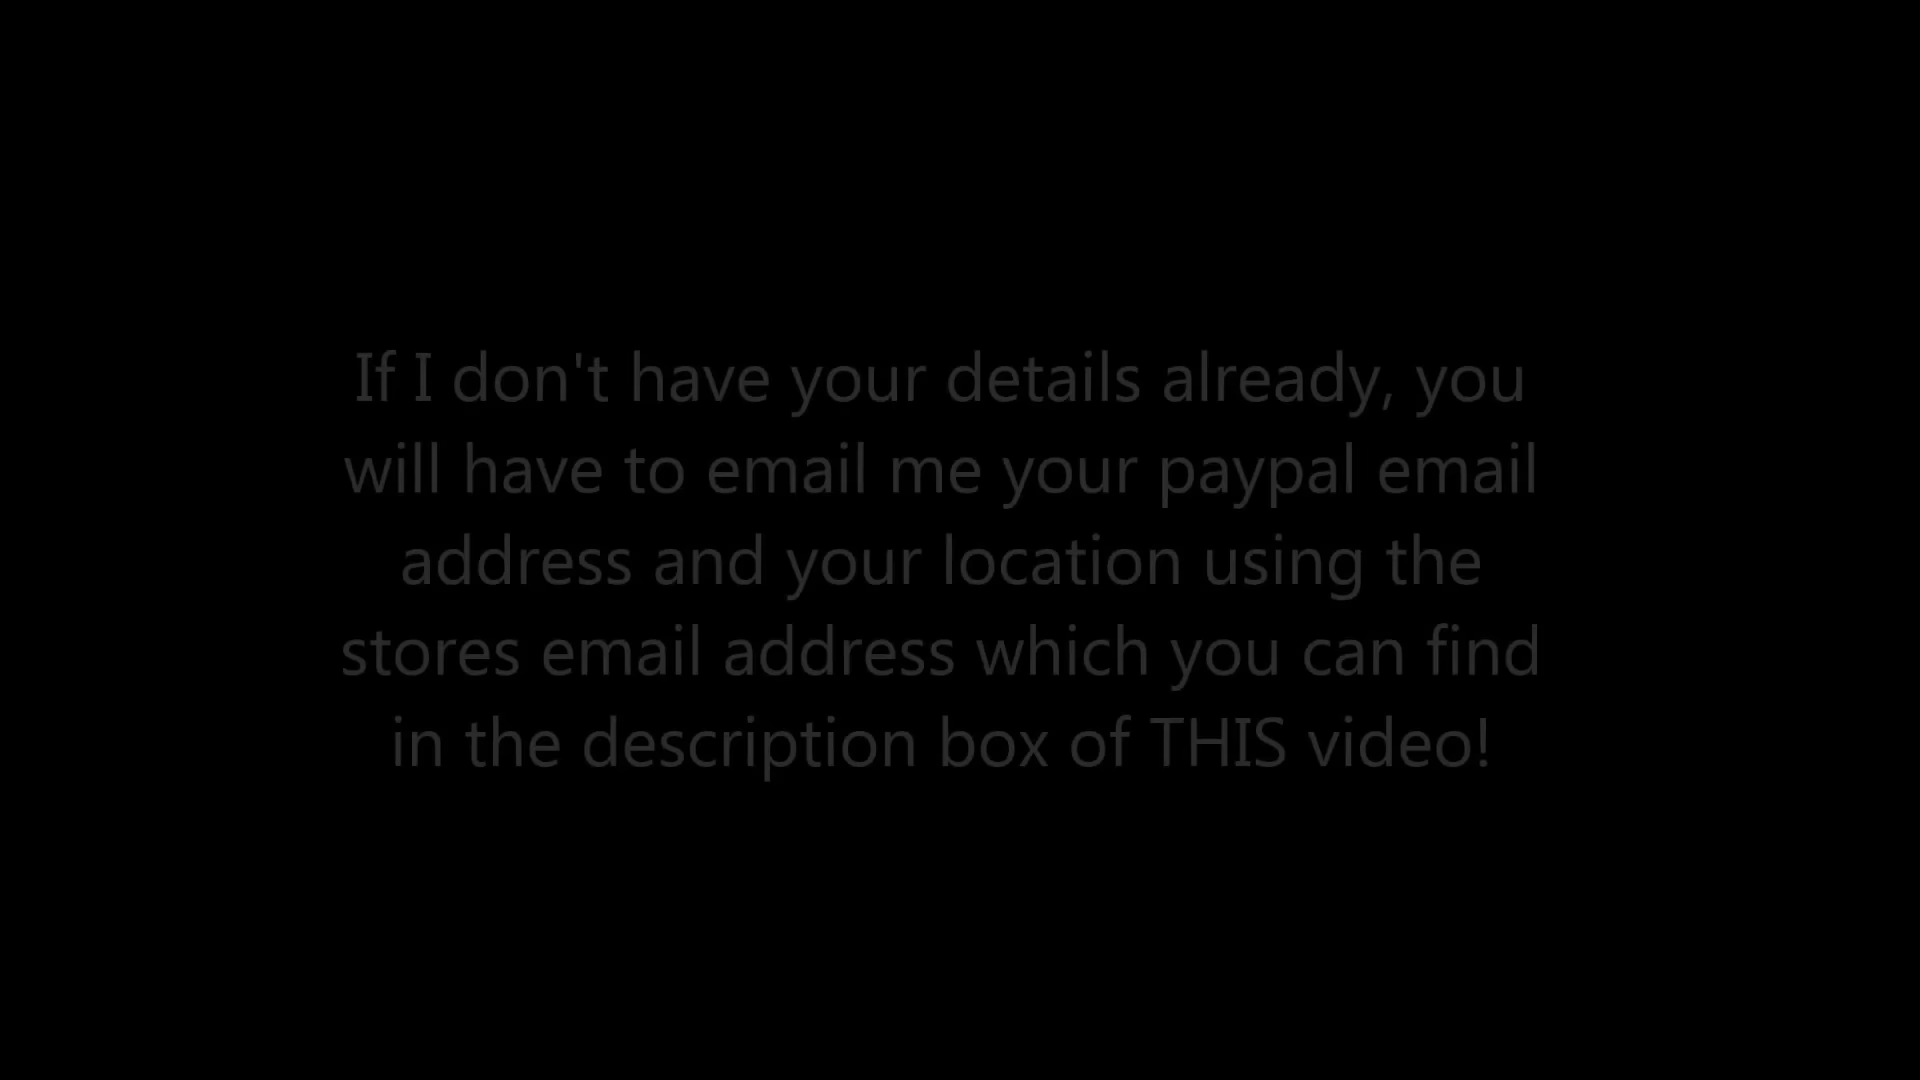 If I don't have your details already, you
will have to email me your paypal email
address and your location using the
stores email address which you can find
in the description box of THIS video!